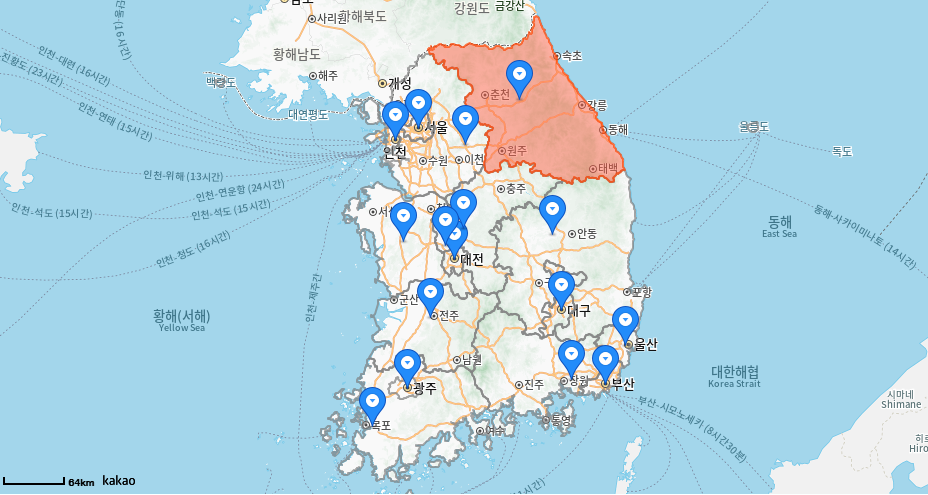 남포
사리원
황해북도
강원도
금강산
단둥 (16시간)
인천-대련 (16시간)
진황도 (23시간)
황해남도
해주
개성
속초
백령도
대연평도
춘천
강릉
인천-연태 (15시간)
서울
동해
울릉도
독도
인천
수원
이천
원주
태백
인천-위해 (13시간)
인천-연운항 (24시간)
충주
인천-석도 (15시간)
인천-석도 (15시간)
서산
안동
동해
East Sea
동해-사카이미나토 (14시간)
인천-청도 (16시간)
대전
인천-제주간
군산
포항
황해(서해)
Yellow Sea
전주
대구
울산
남원
대한해협
Korea Strait
광주
진주
창원
부산
시마네
Shimane
부산-시모노세키 (8시간30분)
목포
여수
통영
히로
Hiro
64km
kakao